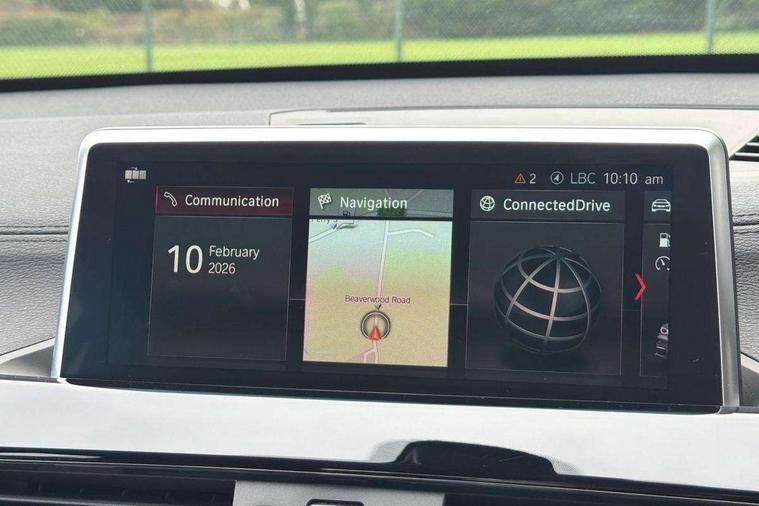 2 LBC 10:10 am
Communication
Navigation
ConnectedDrive
10 February
2026
Beaverwood Road